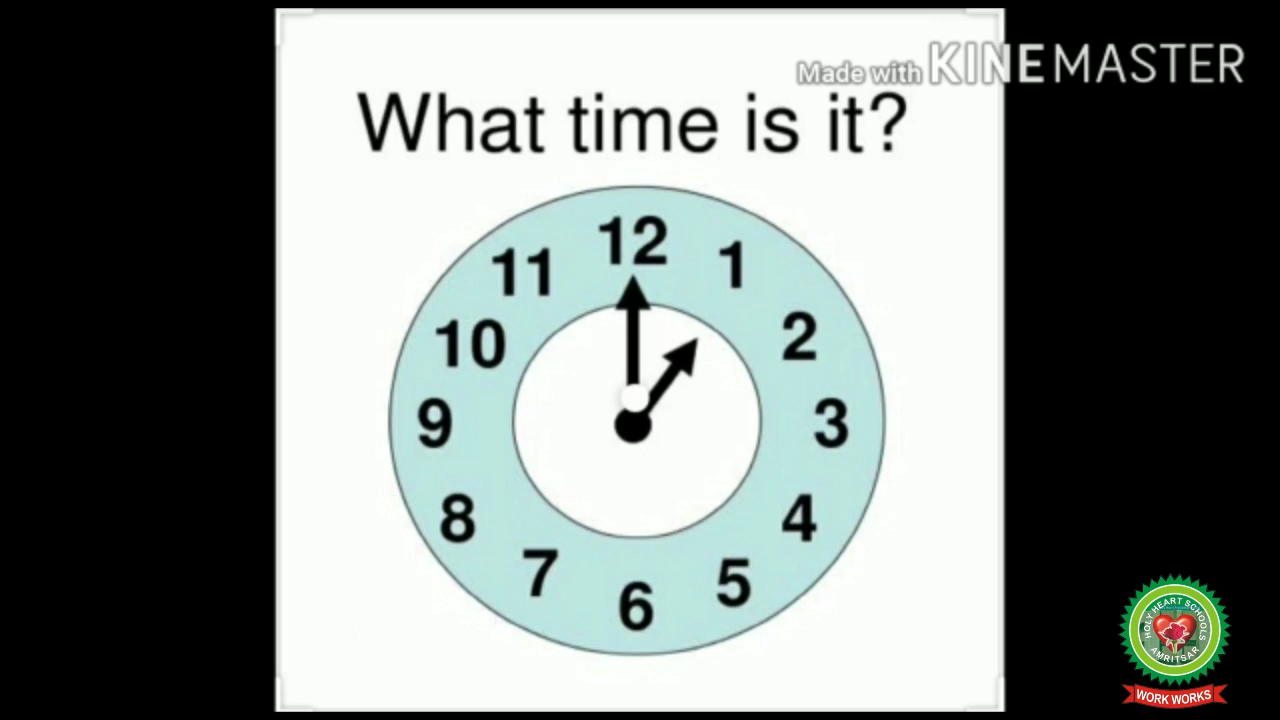 Made with KINEMASTER
What time is it?
12
11
1
10
2
9
3
8
4
7
5
6
HOLY HEART SCHOOLS
AMRITSAR
WORK WORKS